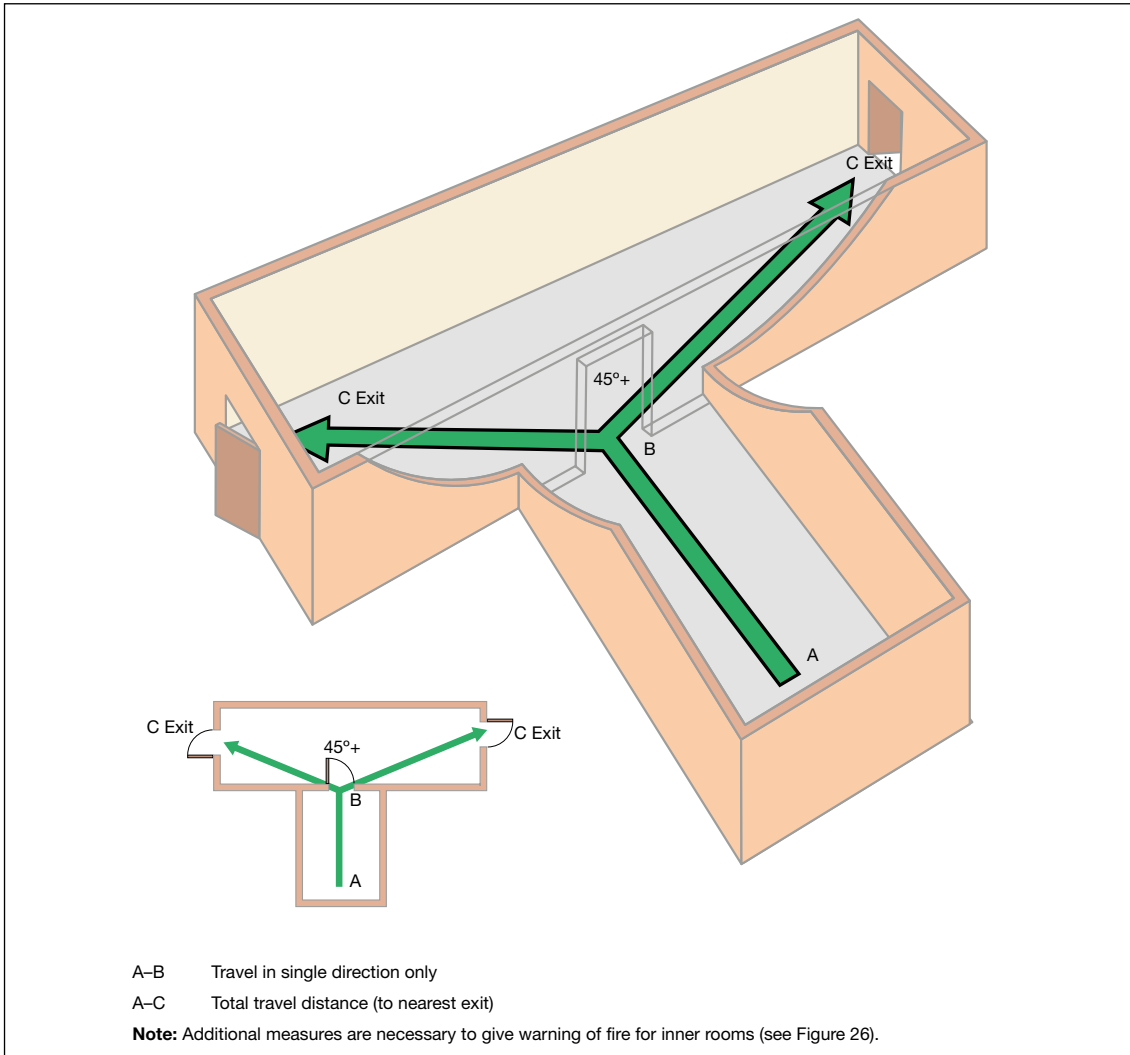 C Exit
45º+
C Exit
B
A
C Exit
C Exit
45º+
B
A
A–B Travel in single direction only
A–C Total travel distance (to nearest exit)
Note: Additional measures are necessary to give warning of fire for inner rooms (see Figure 26).